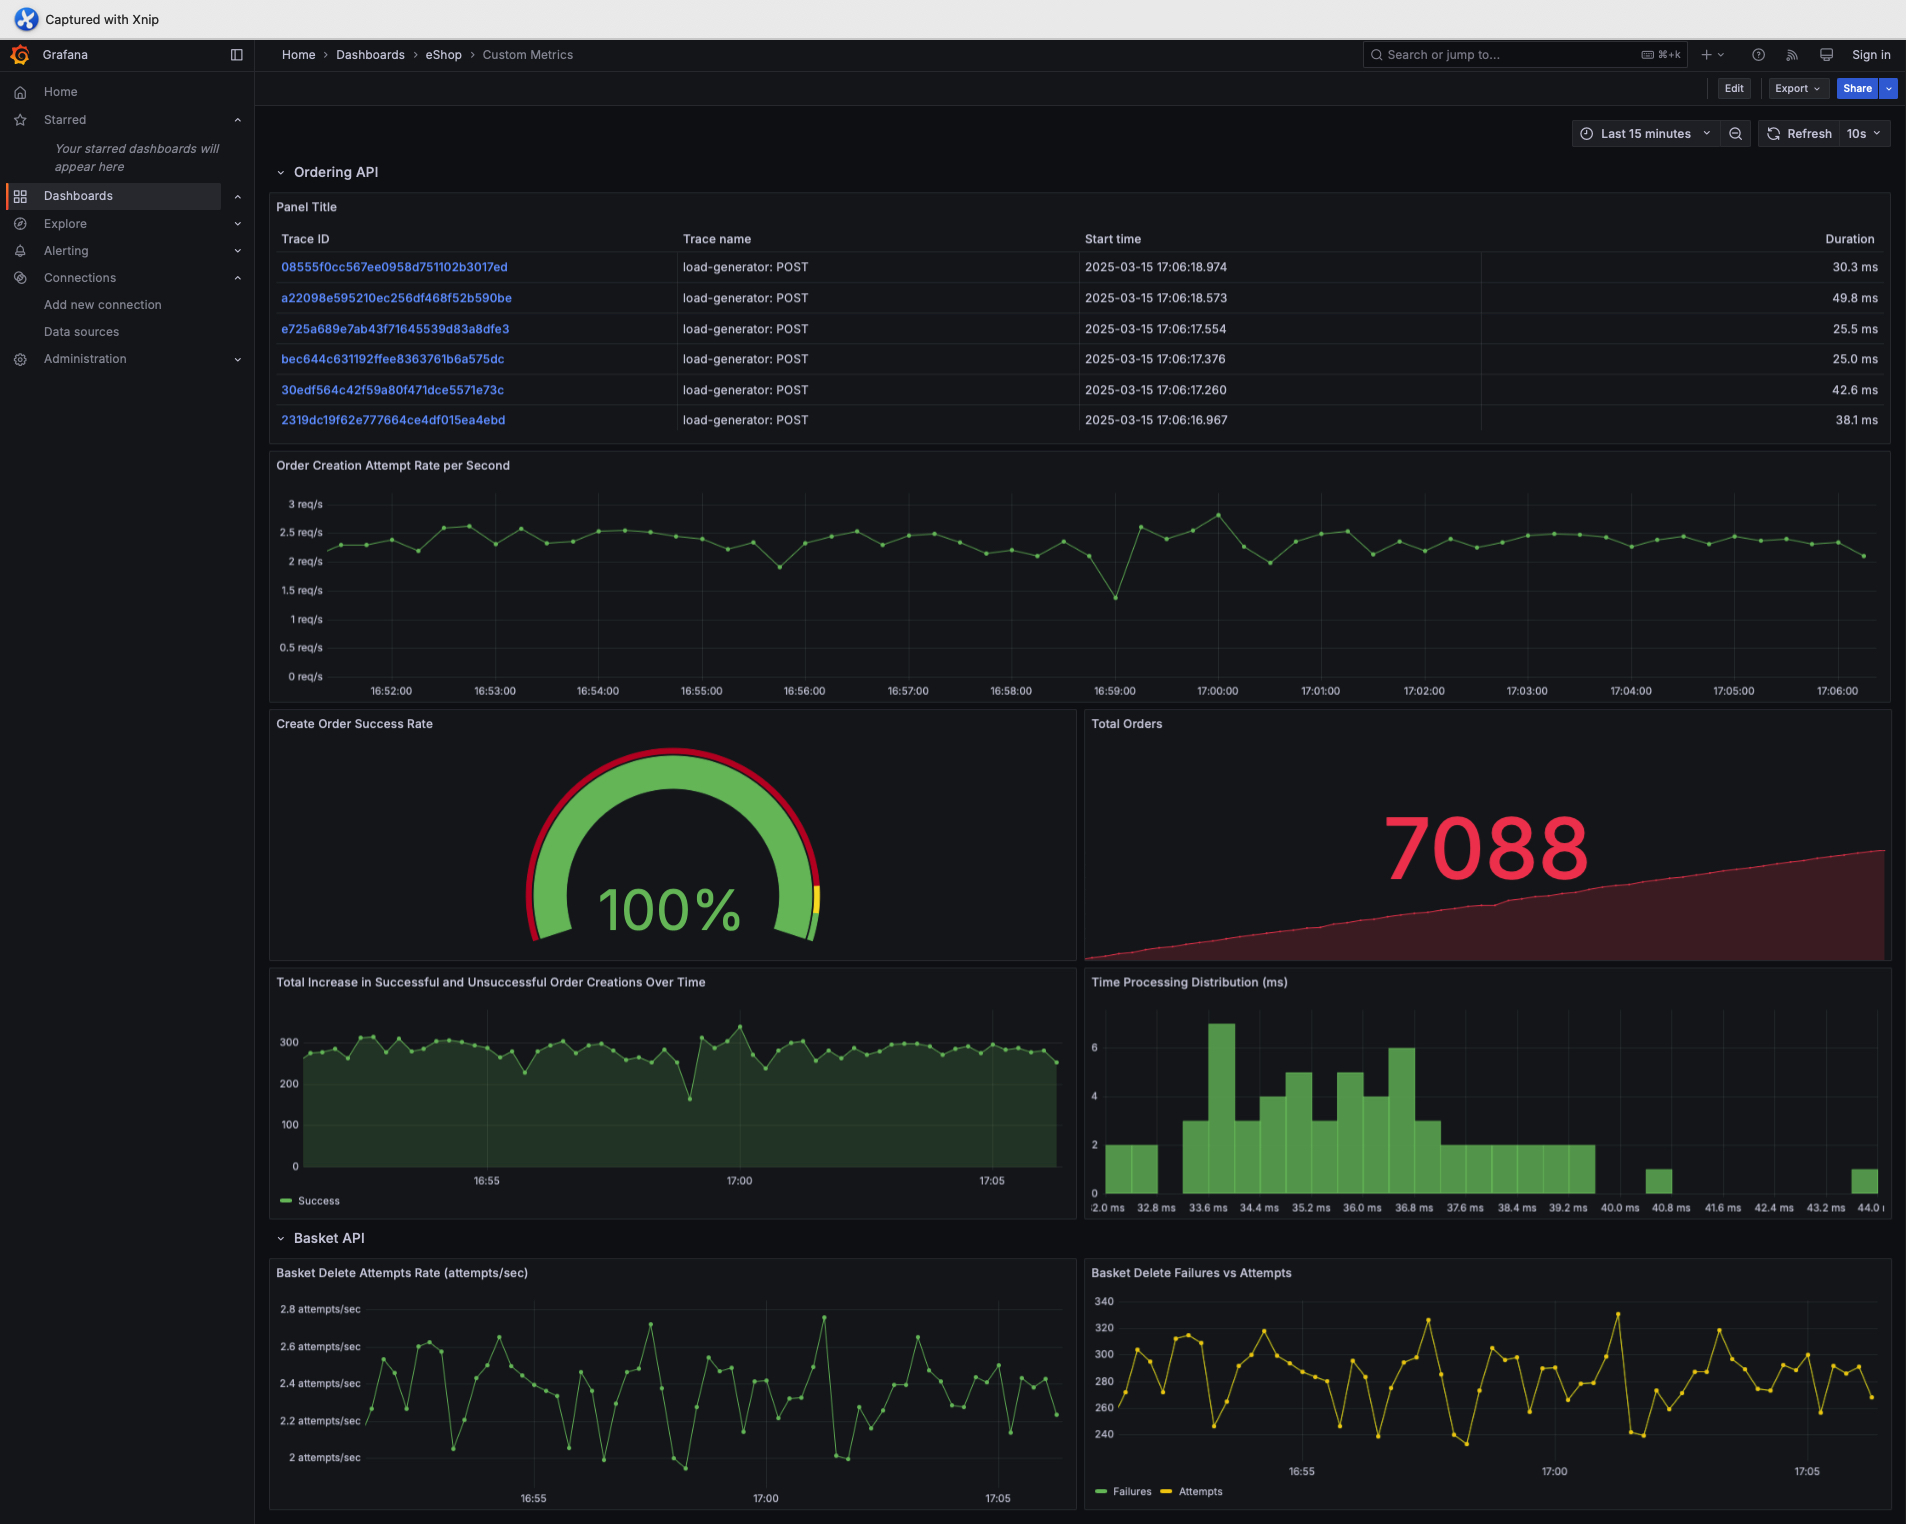 Captured with Xnip
Grafana
Home › Dashboards › eShop › Custom Metrics
Search or jump to... ⌘+k
Sign in
Edit
Export
Share
Home
Starred
Your starred dashboards will
appear here
Dashboards
Explore
Alerting
Connections
Add new connection
Data sources
Administration
Last 15 minutes
Refresh 10s
Ordering API
Panel Title
Trace ID Trace name Start time Duration
08555f0cc567ee0958d751102b3017ed load-generator: POST 2025-03-15 17:06:18.974 30.3 ms
a22098e595210ec256df468f52b590be load-generator: POST 2025-03-15 17:06:18.573 49.8 ms
e725a689e7ab43f71645539d83a8dfe3 load-generator: POST 2025-03-15 17:06:17.554 25.5 ms
bec644c631192ffee8363761b6a575dc load-generator: POST 2025-03-15 17:06:17.376 25.0 ms
30edf564c42f59a80f471dce5571e73c load-generator: POST 2025-03-15 17:06:17.260 42.6 ms
2319dc19f62e777664ce4df015ea4ebd load-generator: POST 2025-03-15 17:06:16.967 38.1 ms
Order Creation Attempt Rate per Second
3 req/s
2.5 req/s
2 req/s
1.5 req/s
1 req/s
0.5 req/s
0 req/s
16:52:00 16:53:00 16:54:00 16:55:00 16:56:00 16:57:00 16:58:00 16:59:00 17:00:00 17:01:00 17:02:00 17:03:00 17:04:00 17:05:00 17:06:00
Create Order Success Rate
100%
Total Orders
7088
Total Increase in Successful and Unsuccessful Order Creations Over Time
300
200
100
0
16:55 17:00 17:05
Success
Time Processing Distribution (ms)
6
4
2
0
2.0 ms 32.8 ms 33.6 ms 34.4 ms 35.2 ms 36.0 ms 36.8 ms 37.6 ms 38.4 ms 39.2 ms 40.0 ms 40.8 ms 41.6 ms 42.4 ms 43.2 ms 44.0
Basket API
Basket Delete Attempts Rate (attempts/sec)
2.8 attempts/sec
2.6 attempts/sec
2.4 attempts/sec
2.2 attempts/sec
2 attempts/sec
16:55 17:00 17:05
Basket Delete Failures vs Attempts
340
320
300
280
260
240
16:55 17:00 17:05
Failures Attempts